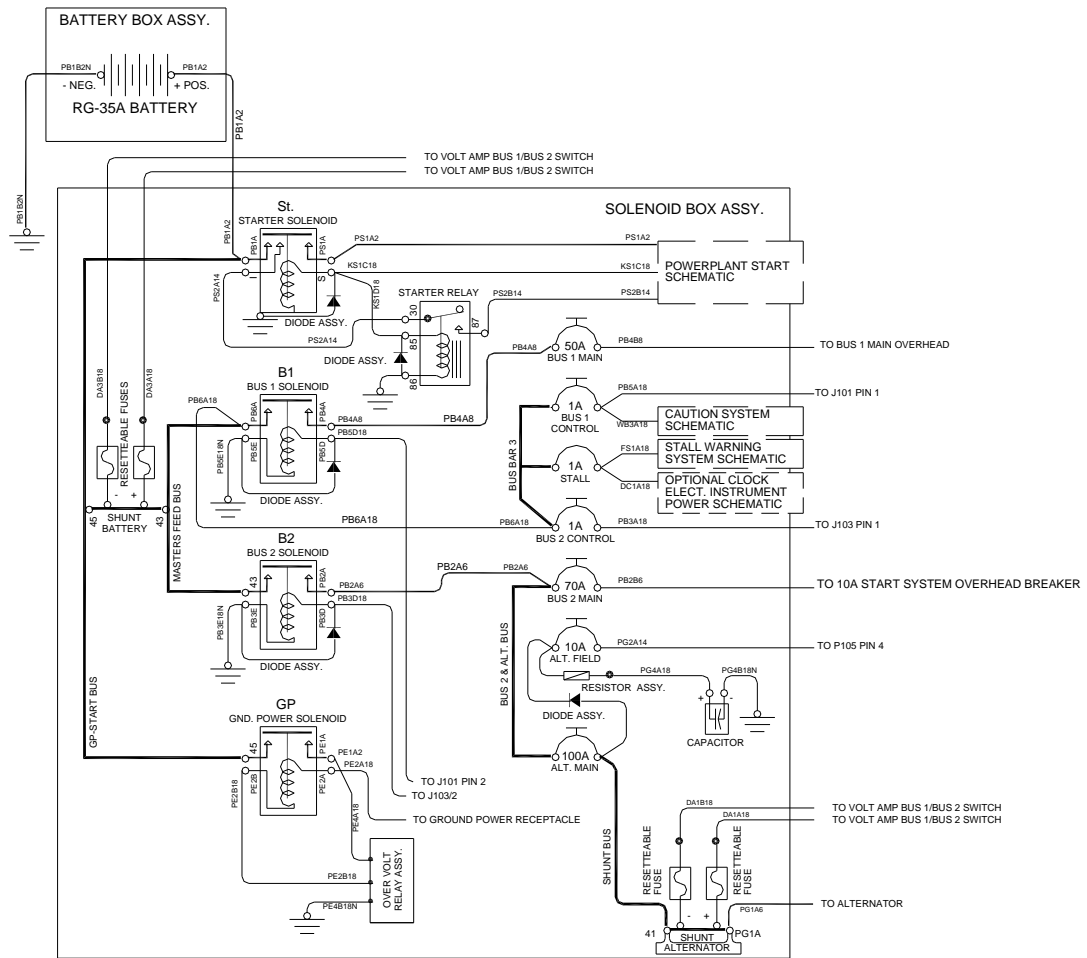 BATTERY BOX ASSY.
PB1B2N
PB1A2
- NEG.
+ POS.
RG-35A BATTERY
PB1A2
PB1B2N
TO VOLT AMP BUS 1/BUS 2 SWITCH
TO VOLT AMP BUS 1/BUS 2 SWITCH
SOLENOID BOX ASSY.
St.
STARTER SOLENOID
PB1A2
PB1A
PS1A
I
S
PS1A2
PS1A2
KS1C18
KS1C18
KS1D18
PS2A14
POWERPLANT START
SCHEMATIC
PS2B14
PS2B14
DIODE ASSY.
STARTER RELAY
30
87
85
86
PS2A14
DIODE ASSY.
50A
BUS 1 MAIN
PB4A8
PB4B8
TO BUS 1 MAIN OVERHEAD
B1
BUS 1 SOLENOID
DA3B18
DA3A18
RESETTEABLE FUSES
PB6A18
PB6A
PB4A
PB4A8
PB4A8
PB5D18
PB5E18N
PB5E
PB5D
DIODE ASSY.
1A
BUS 1
CONTROL
PB5A18
TO J101 PIN 1
WB3A18
CAUTION SYSTEM
SCHEMATIC
BUS BAR 3
1A
STALL
FS1A18
STALL WARNING
SYSTEM SCHEMATIC
DC1A18
OPTIONAL CLOCK
ELECT. INSTRUMENT
POWER SCHEMATIC
-
+
45
43
SHUNT
BATTERY
MASTERS FEED BUS
PB6A18
PB6A18
1A
BUS 2 CONTROL
PB3A18
TO J103 PIN 1
B2
BUS 2 SOLENOID
43
PB2A
PB2A6
PB2A6
PB2A6
PB3D18
PB3E18N
PB3E
PB3D
DIODE ASSY.
70A
BUS 2 MAIN
PB2B6
TO 10A START SYSTEM OVERHEAD BREAKER
BUS 2 & ALT. BUS
10A
ALT. FIELD
PG2A14
TO P105 PIN 4
RESISTOR ASSY.
PG4A18
PG4B18N
+
-
CAPACITOR
DIODE ASSY.
100A
ALT. MAIN
GP-START BUS
GP
GND. POWER SOLENOID
45
PE1A
PE1A2
PE2A18
PE2B18
PE2B
PE2A
PE4A18
TO J101 PIN 2
TO J103/2
TO GROUND POWER RECEPTACLE
OVER VOLT
RELAY ASSY.
PE2B18
PE4B18N
SHUNT BUS
DA1B18
TO VOLT AMP BUS 1/BUS 2 SWITCH
DA1A18
TO VOLT AMP BUS 1/BUS 2 SWITCH
RESETTEABLE
FUSE
RESETTEABLE
FUSE
-
+
PG1A6
TO ALTERNATOR
41
PG1A
SHUNT
ALTERNATOR